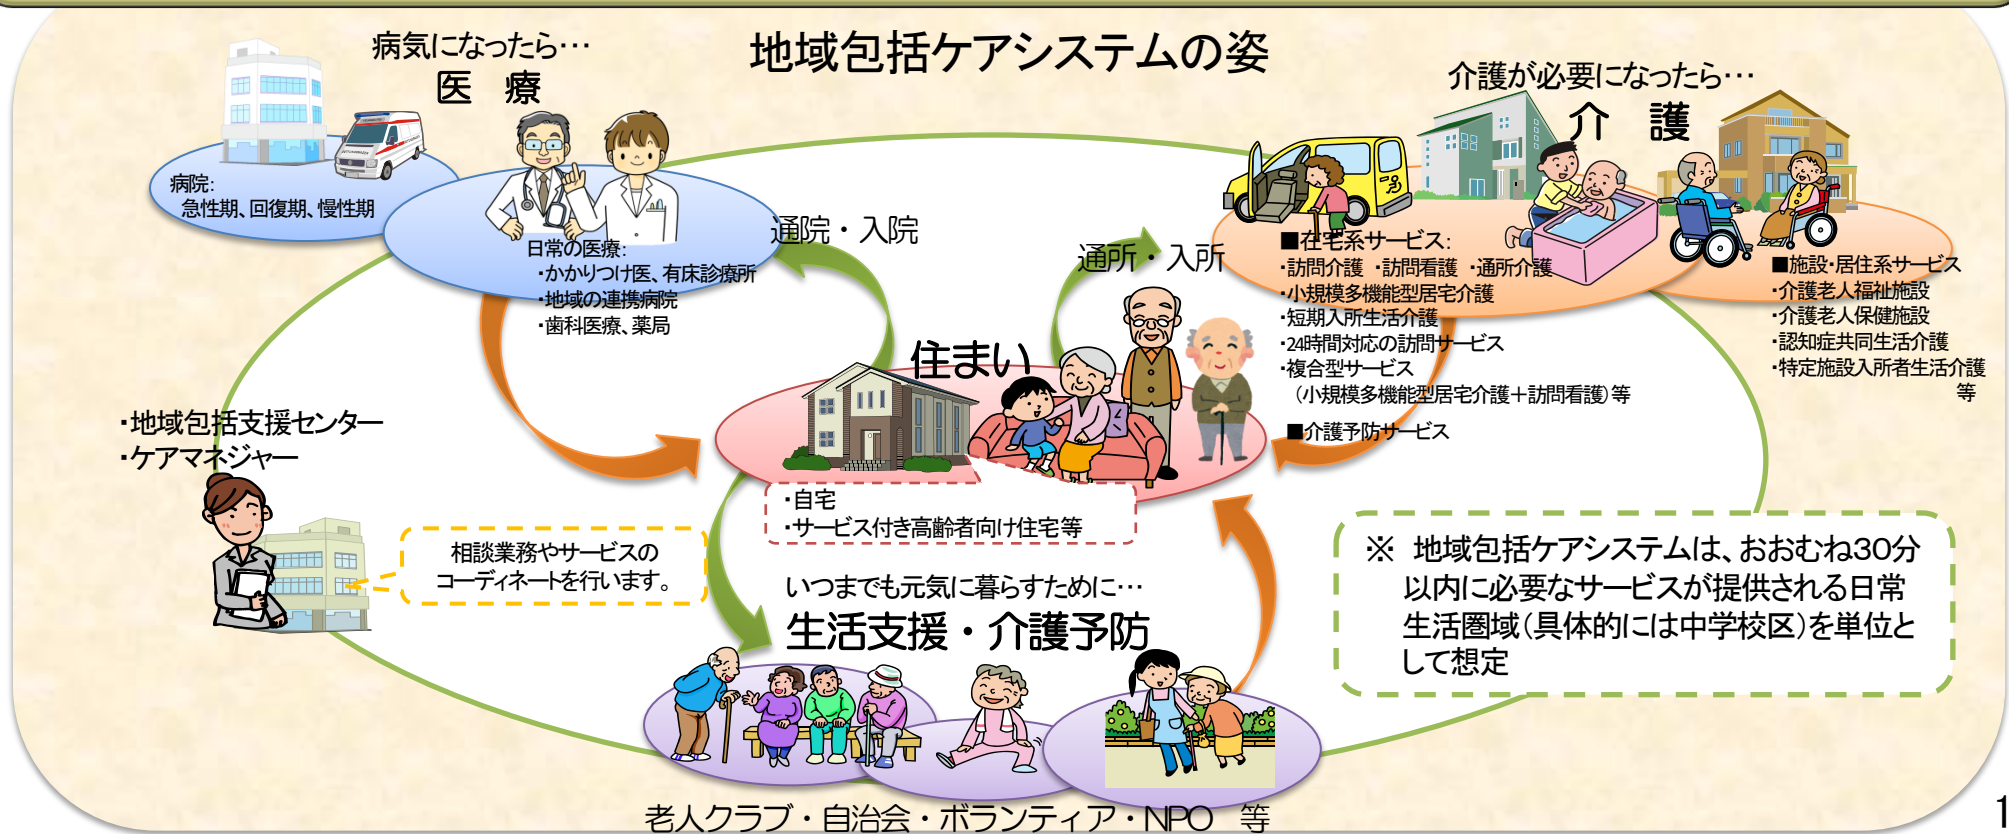 地域包括ケアシステムの姿
病気になったら…
医 療
病院:
急性期、回復期、慢性期
日常の医療:
・かかりつけ医、有床診療所
・地域の連携病院
・歯科医療、薬局
通院・入院
通所・入所
介護が必要になったら…
介 護
■在宅系サービス:
・訪問介護 ・訪問看護 ・通所介護
・小規模多機能型居宅介護
・短期入所生活介護
・24時間対応の訪問サービス
・複合型サービス
(小規模多機能型居宅介護+訪問看護)等
■介護予防サービス
■施設・居住系サービス
・介護老人福祉施設
・介護老人保健施設
・認知症共同生活介護
・特定施設入所者生活介護
等
住まい
・自宅
・サービス付き高齢者向け住宅等
・地域包括支援センター
・ケアマネジャー
相談業務やサービスの
コーディネートを行います。
いつまでも元気に暮らすために…
生活支援・介護予防
老人クラブ・自治会・ボランティア・NPO 等
※ 地域包括ケアシステムは、おおむね30分
以内に必要なサービスが提供される日常
生活圏域(具体的には中学校区)を単位と
して想定
1